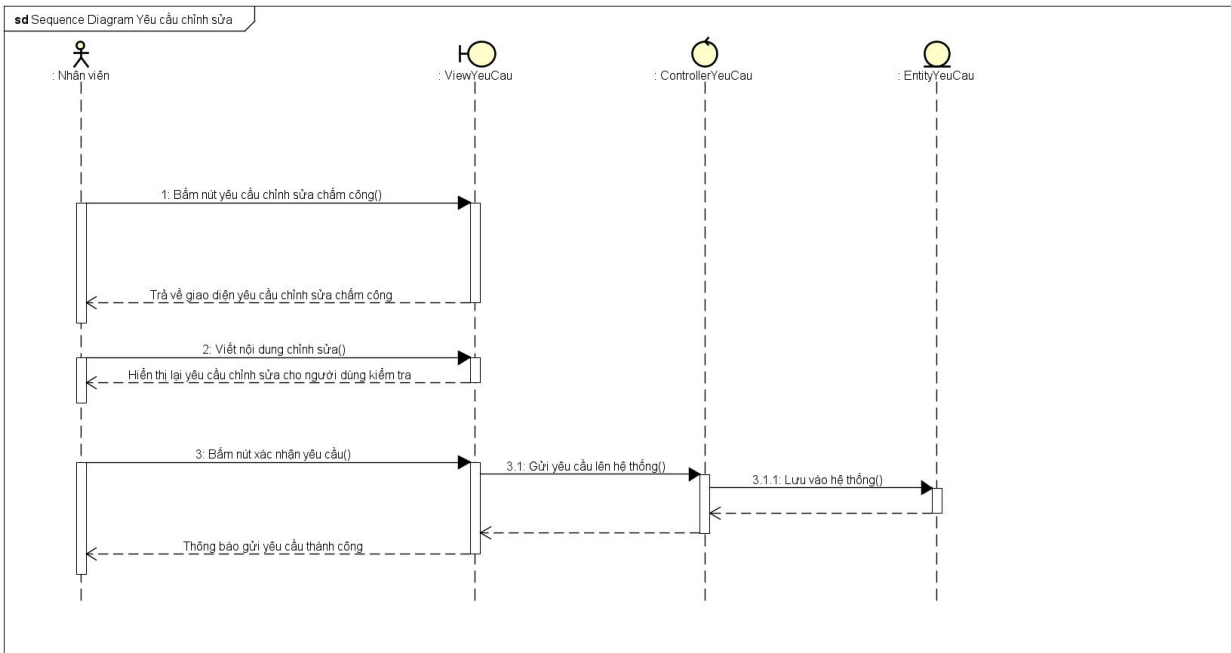 sd Sequence Diagram Yêu cầu chỉnh sửa
: Nhân viên
: ViewYeuCau
: ControllerYeuCau
: EntityYeuCau
1: Bấm nút yêu cầu chỉnh sửa chấm công()
Trả về giao diện yêu cầu chỉnh sửa chấm công
2: Viết nội dung chỉnh sửa()
Hiển thị lại yêu cầu chỉnh sửa cho người dùng kiểm tra
3: Bấm nút xác nhận yêu cầu()
3.1: Gửi yêu cầu lên hệ thống()
3.1.1: Lưu vào hệ thống()
Thông báo gửi yêu cầu thành công